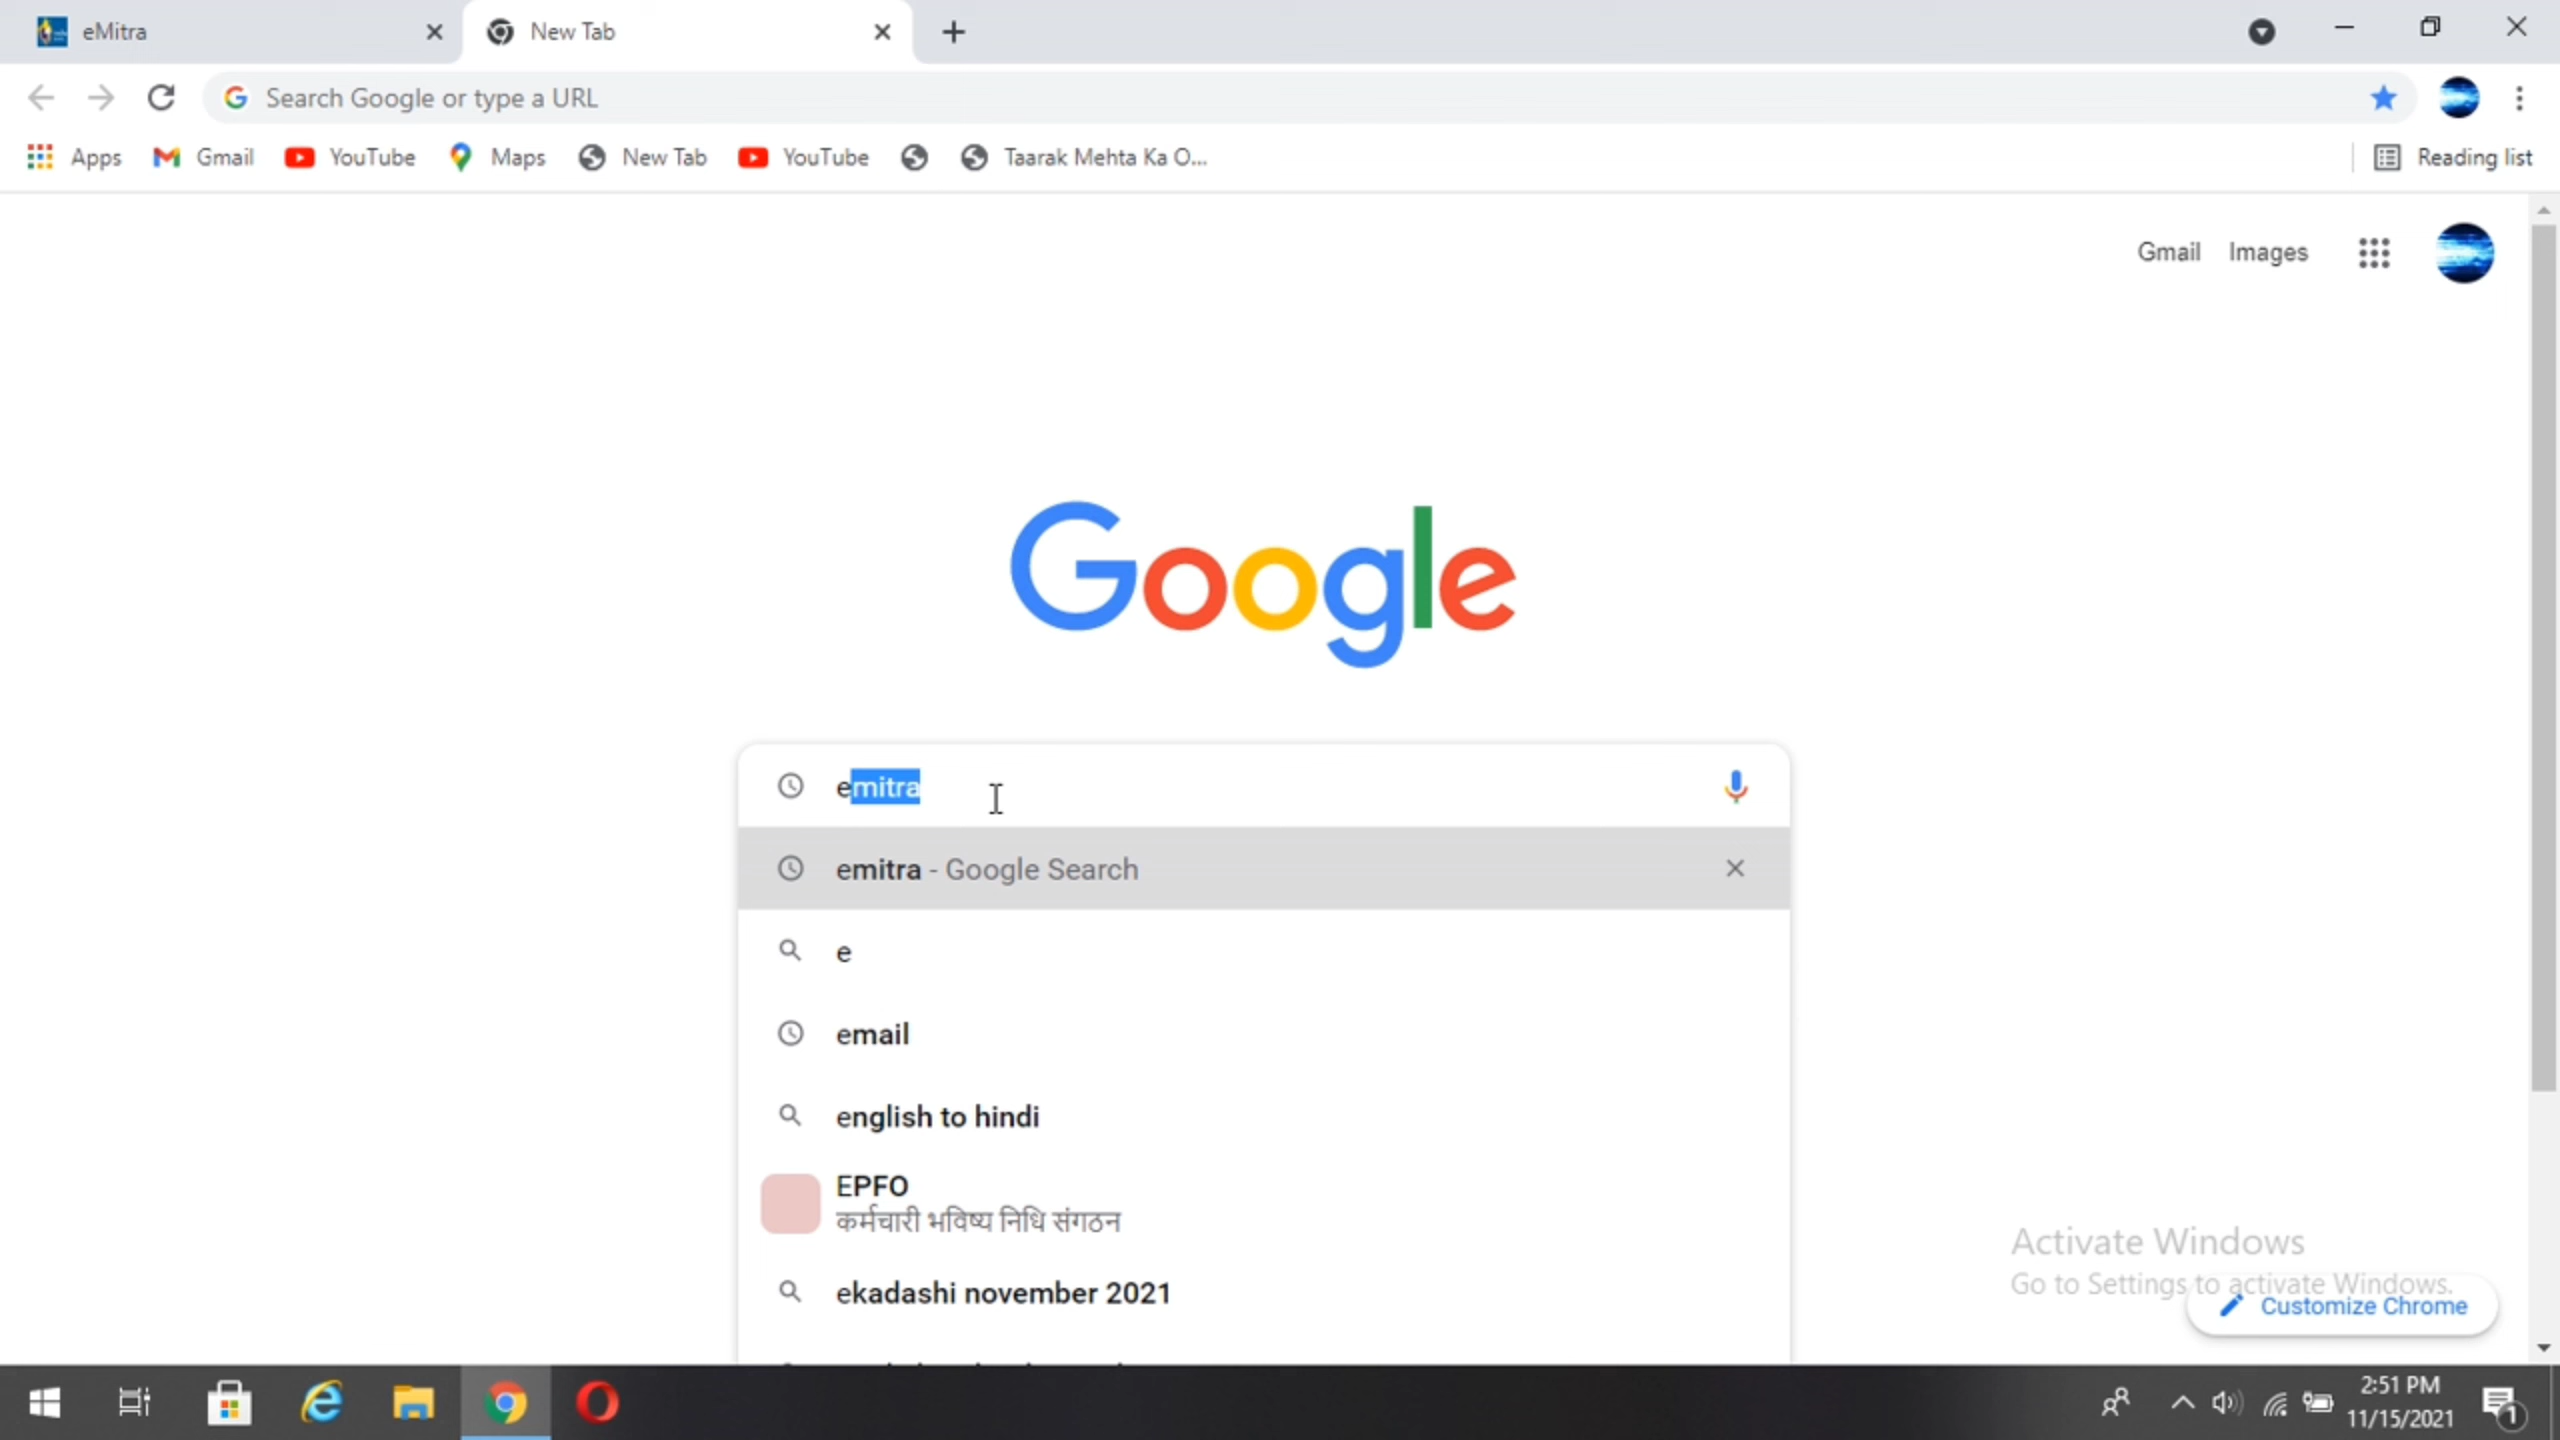 eMitra
New Tab
Search Google or type a URL
Apps Gmail YouTube Maps New Tab YouTube Taarak Mehta Ka O... Reading list
Gmail Images
Google
emitra
emitra - Google Search
e
email
english to hindi
EPFO
कर्मचारी भविष्य निधि संगठन
ekadashi november 2021
Activate Windows
Go to Settings to activate Windows.
Customize Chrome
2:51 PM
11/15/2021
1